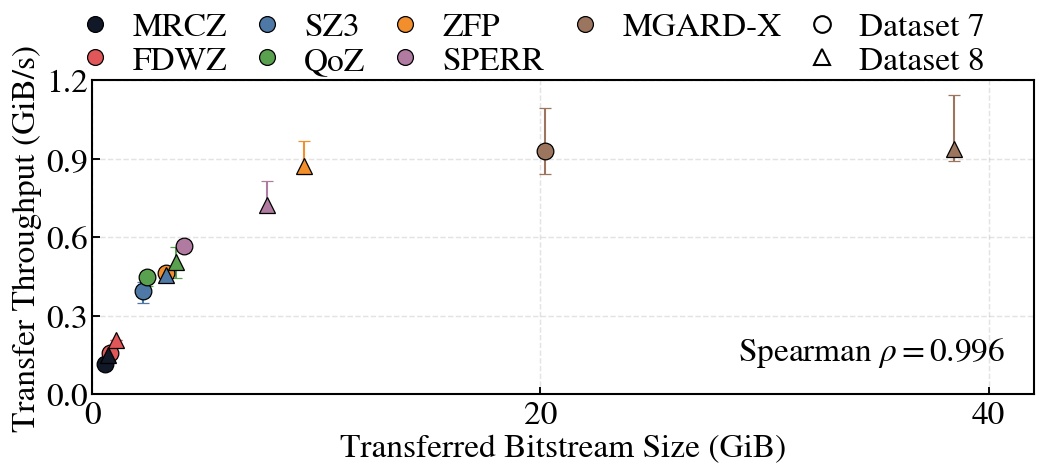 MRCZ SZ3 ZFP MGARD-X Dataset 7
FDWZ QoZ SPERR Dataset 8
Transfer Throughput (GiB/s)
1.2
0.9
0.6
0.3
0.0
Spearman ρ = 0.996
0 20 40
Transferred Bitstream Size (GiB)